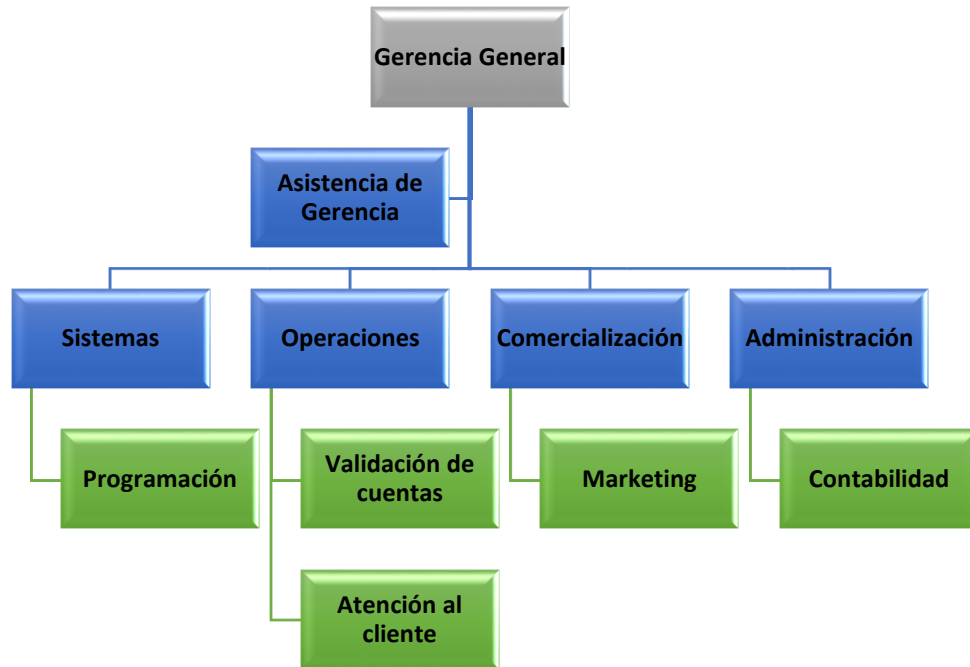 Gerencia General
Asistencia de
Gerencia
Sistemas
Operaciones
Comercialización
Administración
Programación
Validación de
cuentas
Marketing
Contabilidad
Atención al
cliente